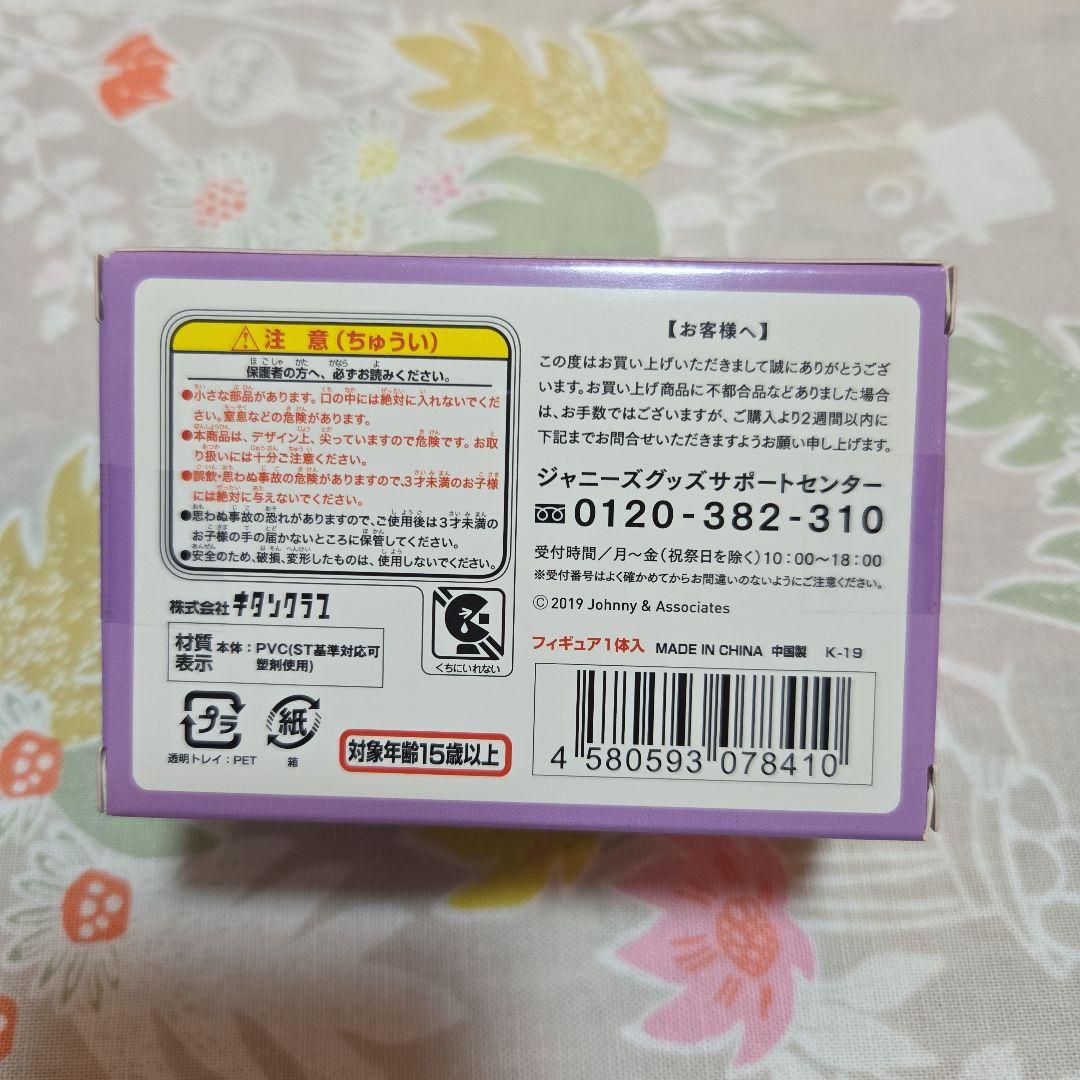 注 意(ちゅうい)
保護者の方へ、必ずお読みください。
●小さな部品があります。口の中には絶対に入れないでください。窒息などの危険があります。
●本商品は、デザイン上、尖っていますので危険です。お取り扱いには十分ご注意ください。
●誤飲・思わぬ事故の危険がありますので、3才未満のお子様には絶対に与えないでください。
●思わぬ事故の恐れがありますので、ご使用後は3才未満のお子様の手の届かないところに保管してください。
●安全のため、破損、変形したものは、使用しないでください。
株式会社 キタンクラブ
材質表示
本体:PVC(ST基準対応可塑剤使用)
くちにいれない
プラ
透明トレイ:PET
紙
箱
対象年齢15歳以上
【お客様へ】
この度はお買い上げいただきまして誠にありがとうござ
います。お買い上げ商品に不都合品などありました場合
は、お手数ではございますが、ご購入より2週間以内に
下記までお問合せいただきますようお願い申し上げます。
ジャニーズグッズサポートセンター
0120-382-310
受付時間/月〜金(祝祭日を除く)10:00〜18:00
※受付番号はよく確かめてからお間違いのないようにご注意ください。
© 2019 Johnny & Associates
フィギュア1体入 MADE IN CHINA 中国製 K-19
4 580593 078410